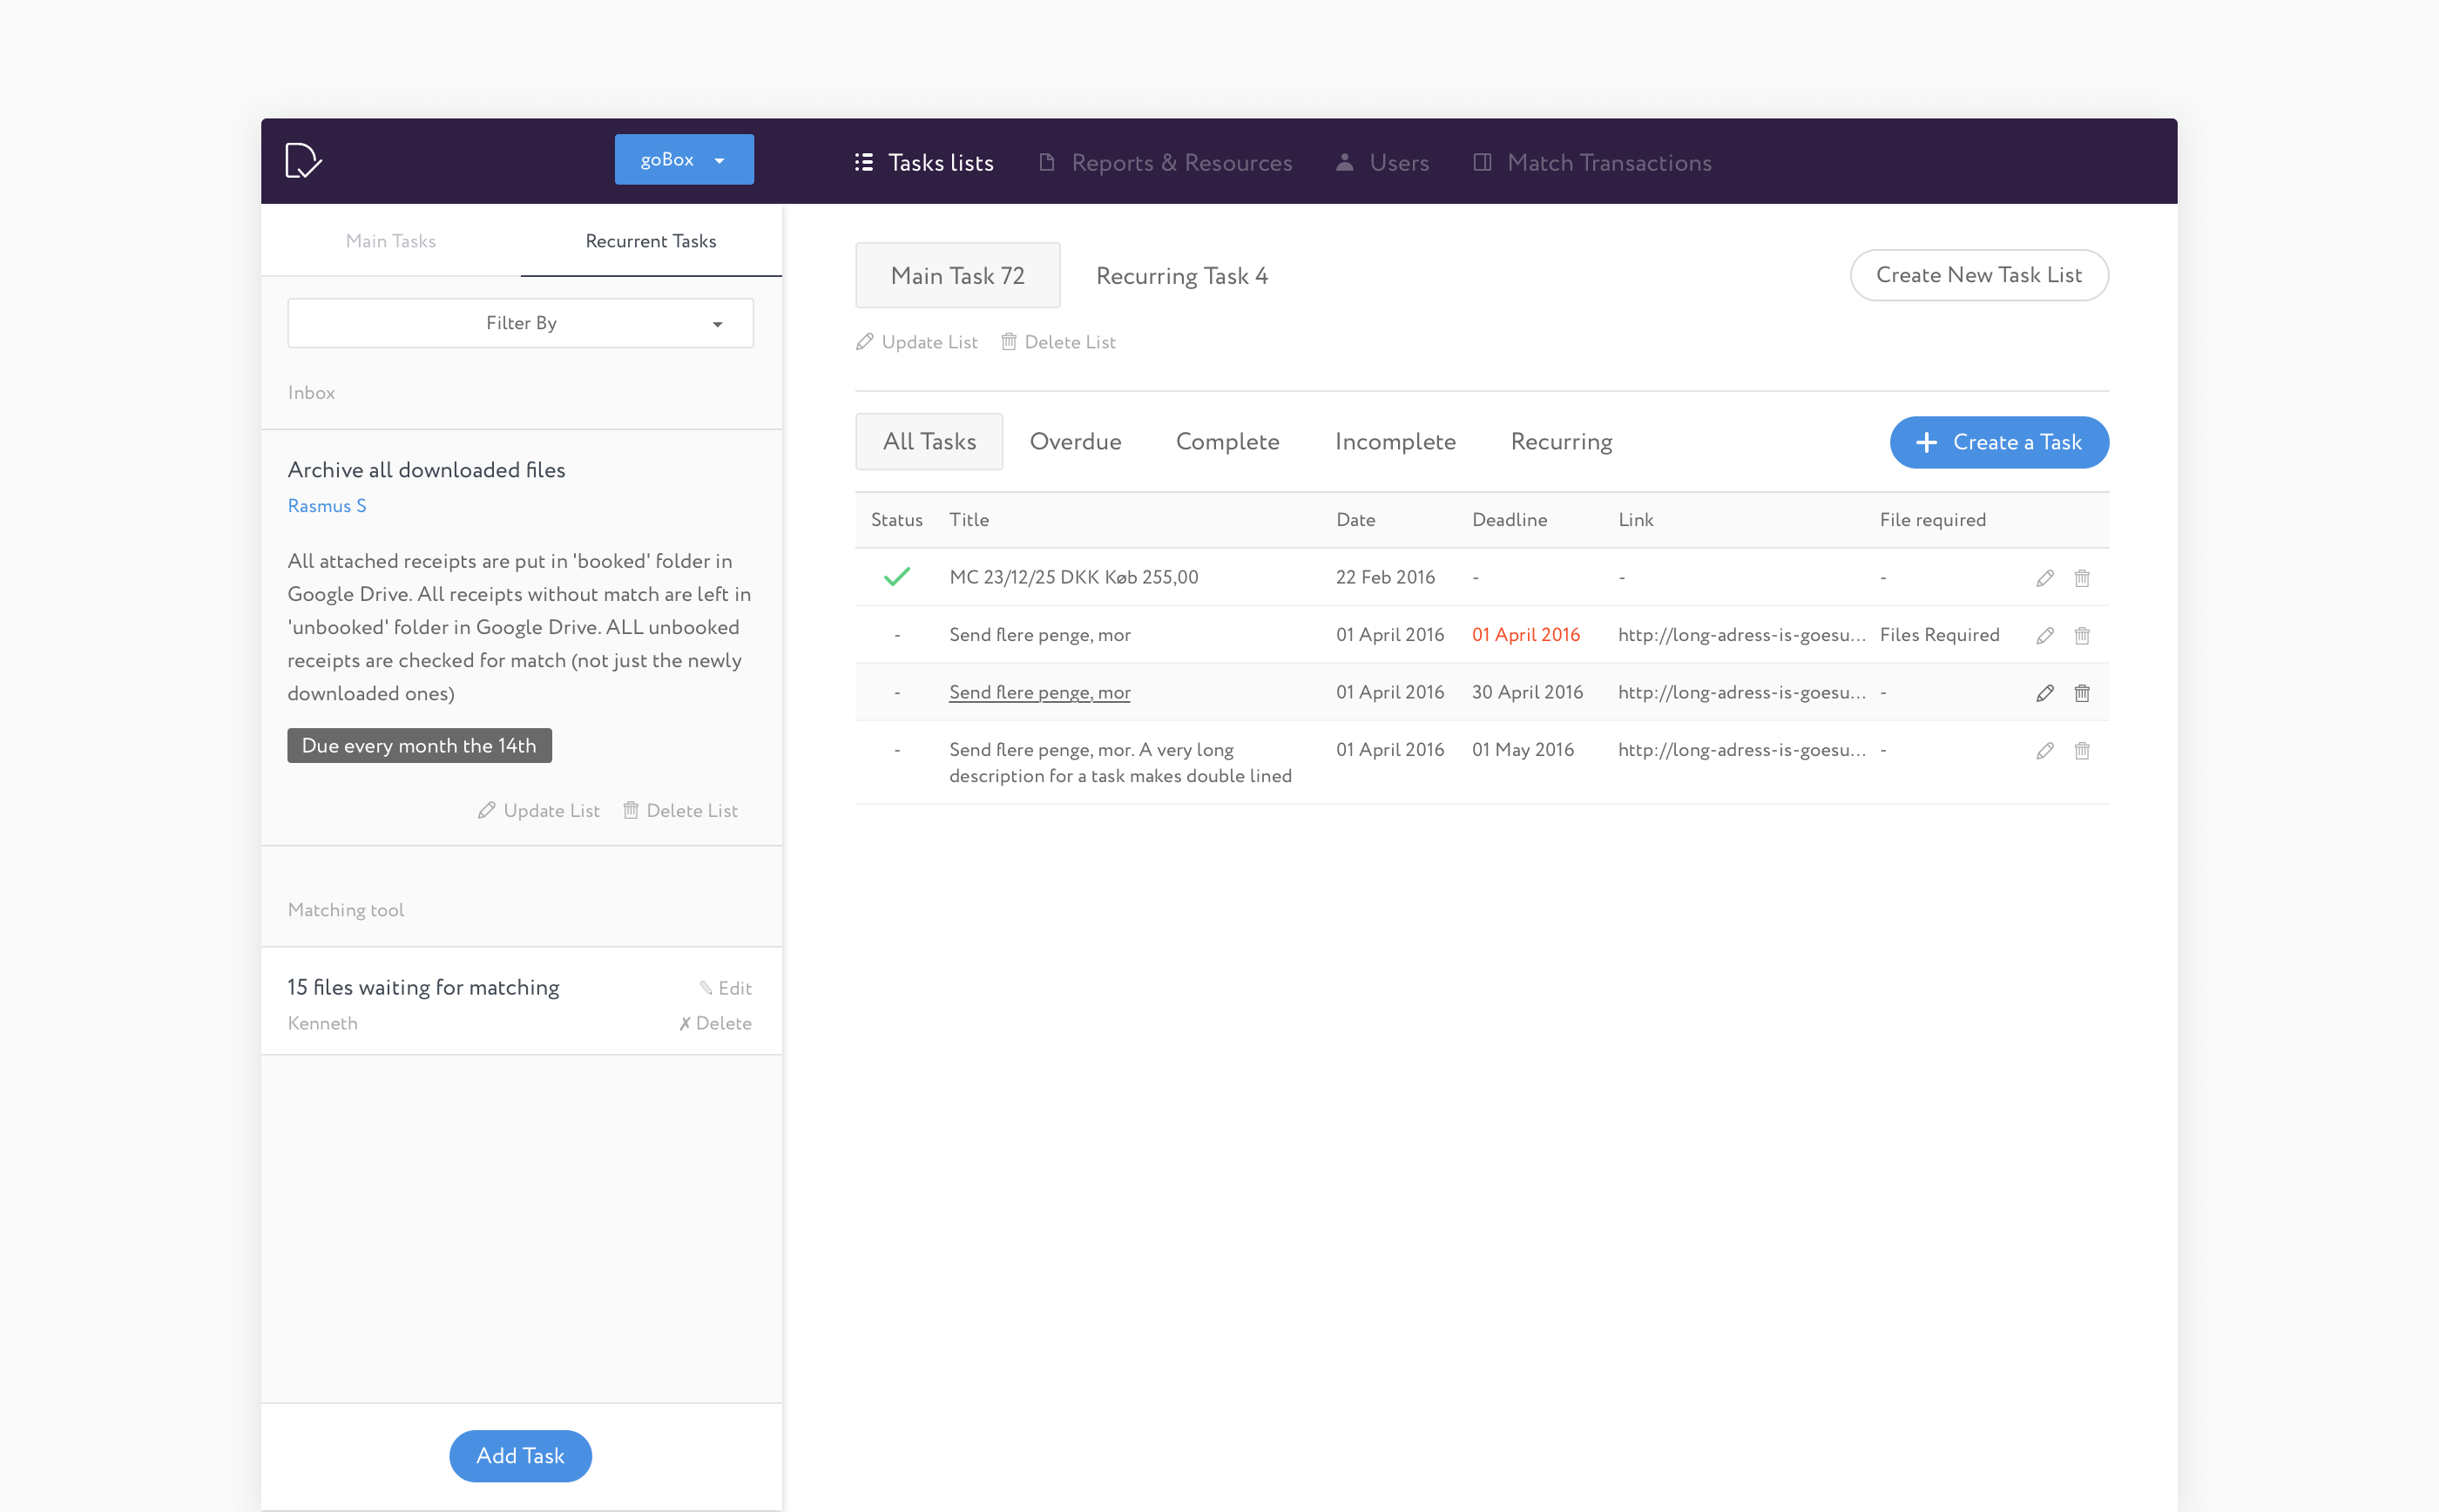 goBox
Tasks lists
Reports & Resources
Users
Match Transactions
Main Tasks
Recurrent Tasks
Filter By
Inbox
Archive all downloaded files
Rasmus S
All attached receipts are put in 'booked' folder in
Google Drive. All receipts without match are left in
'unbooked' folder in Google Drive. ALL unbooked
receipts are checked for match (not just the newly
downloaded ones)
Due every month the 14th
Update List Delete List
Matching tool
15 files waiting for matching
Edit
Kenneth
Delete
Add Task
Main Task 72
Recurring Task 4
Create New Task List
Update List Delete List
All Tasks Overdue Complete Incomplete Recurring
Create a Task
Status Title Date Deadline Link File required
MC 23/12/25 DKK Køb 255,00 22 Feb 2016 - - -
- Send flere penge, mor 01 April 2016 01 April 2016 http://long-adress-is-goesu... Files Required
- Send flere penge, mor 01 April 2016 30 April 2016 http://long-adress-is-goesu... -
- Send flere penge, mor. A very long 01 April 2016 01 May 2016 http://long-adress-is-goesu... -
description for a task makes double lined